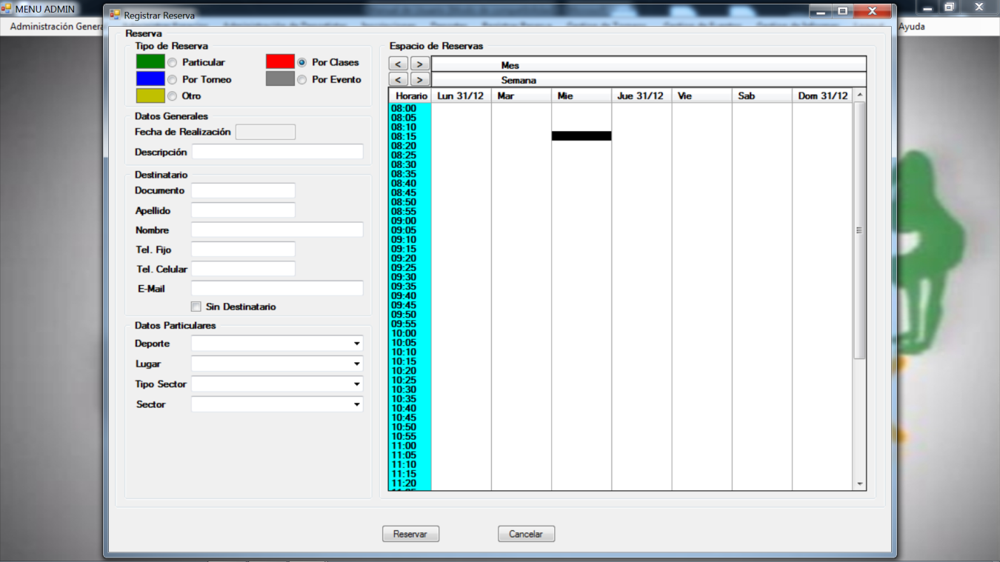 MENU ADMIN
Registrar Reserva
Administración Genera
Ayuda
Reserva
Tipo de Reserva
Particular
Por Clases
Por Torneo
Por Evento
Otro
Datos Generales
Fecha de Realización
Descripción
Destinatario
Documento
Apellido
Nombre
Tel. Fijo
Tel. Celular
E-Mail
Sin Destinatario
Datos Particulares
Deporte
Lugar
Tipo Sector
Sector
Espacio de Reservas
< > Mes
< > Semana
Horario Lun 31/12 Mar Mie Jue 31/12 Vie Sab Dom 31/12
08:00
08:05
08:10
08:15
08:20
08:25
08:30
08:35
08:40
08:45
08:50
08:55
09:00
09:05
09:10
09:15
09:20
09:25
09:30
09:35
09:40
09:45
09:50
09:55
10:00
10:05
10:10
10:15
10:20
10:25
10:30
10:35
10:40
10:45
10:50
10:55
11:00
11:05
11:10
11:15
11:20
Reservar
Cancelar